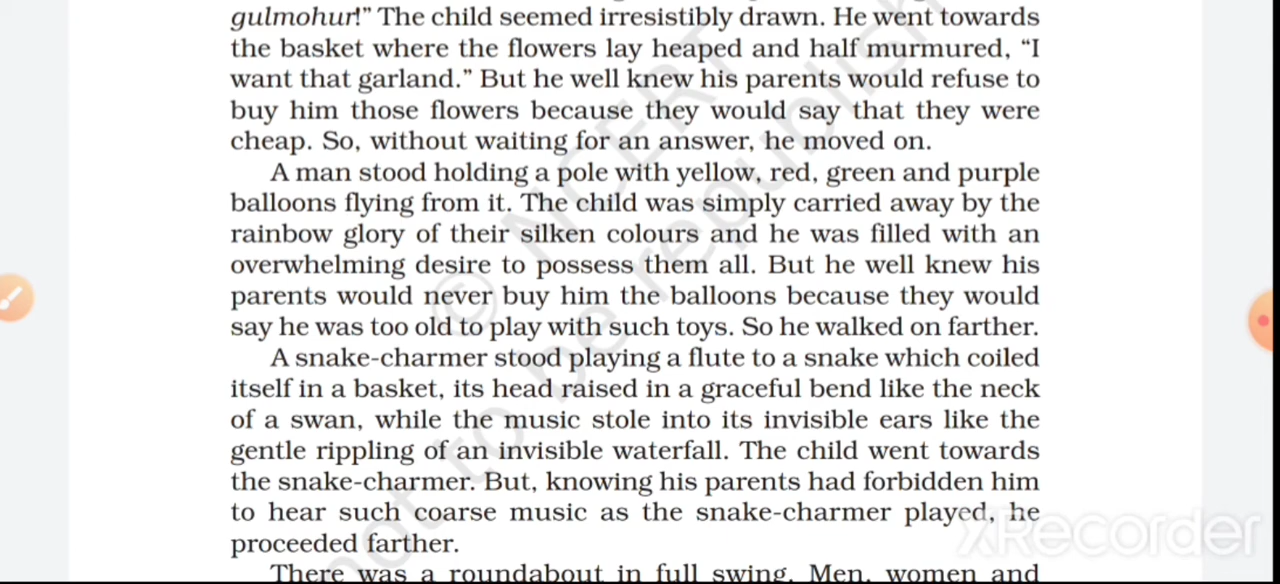 gulmohur!” The child seemed irresistibly drawn. He went towards
the basket where the flowers lay heaped and half murmured, “I
want that garland.” But he well knew his parents would refuse to
buy him those flowers because they would say that they were
cheap. So, without waiting for an answer, he moved on.
A man stood holding a pole with yellow, red, green and purple
balloons flying from it. The child was simply carried away by the
rainbow glory of their silken colours and he was filled with an
overwhelming desire to possess them all. But he well knew his
parents would never buy him the balloons because they would
say he was too old to play with such toys. So he walked on farther.
A snake-charmer stood playing a flute to a snake which coiled
itself in a basket, its head raised in a graceful bend like the neck
of a swan, while the music stole into its invisible ears like the
gentle rippling of an invisible waterfall. The child went towards
the snake-charmer. But, knowing his parents had forbidden him
to hear such coarse music as the snake-charmer played, he
proceeded farther.
There was a roundabout in full swing. Men, women and
© NCERT
not to be republish
XRecorder